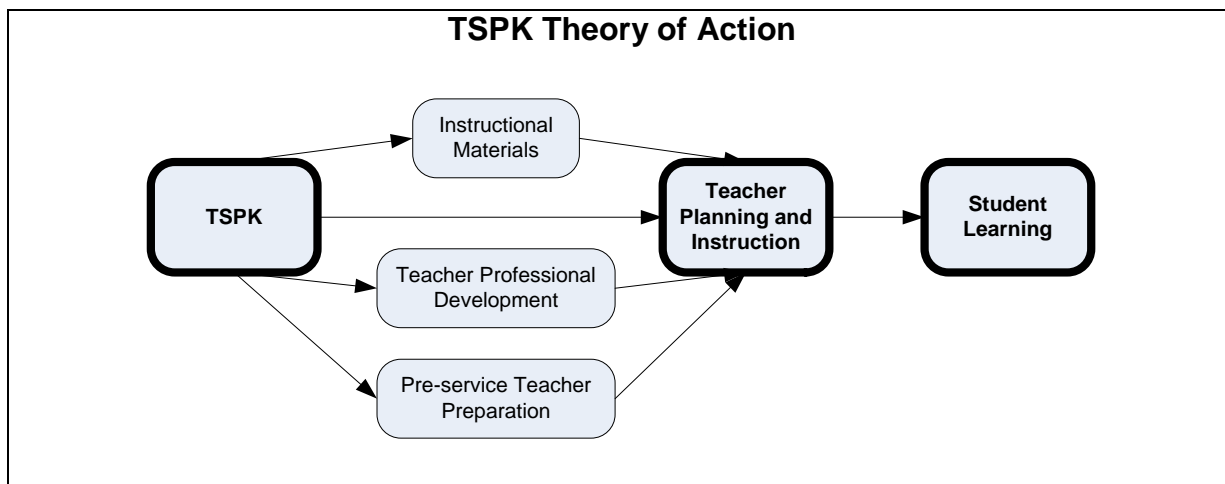 TSPK Theory of Action
Instructional
Materials
TSPK
Teacher
Planning and
Instruction
Student
Learning
Teacher Professional
Development
Pre-service Teacher
Preparation